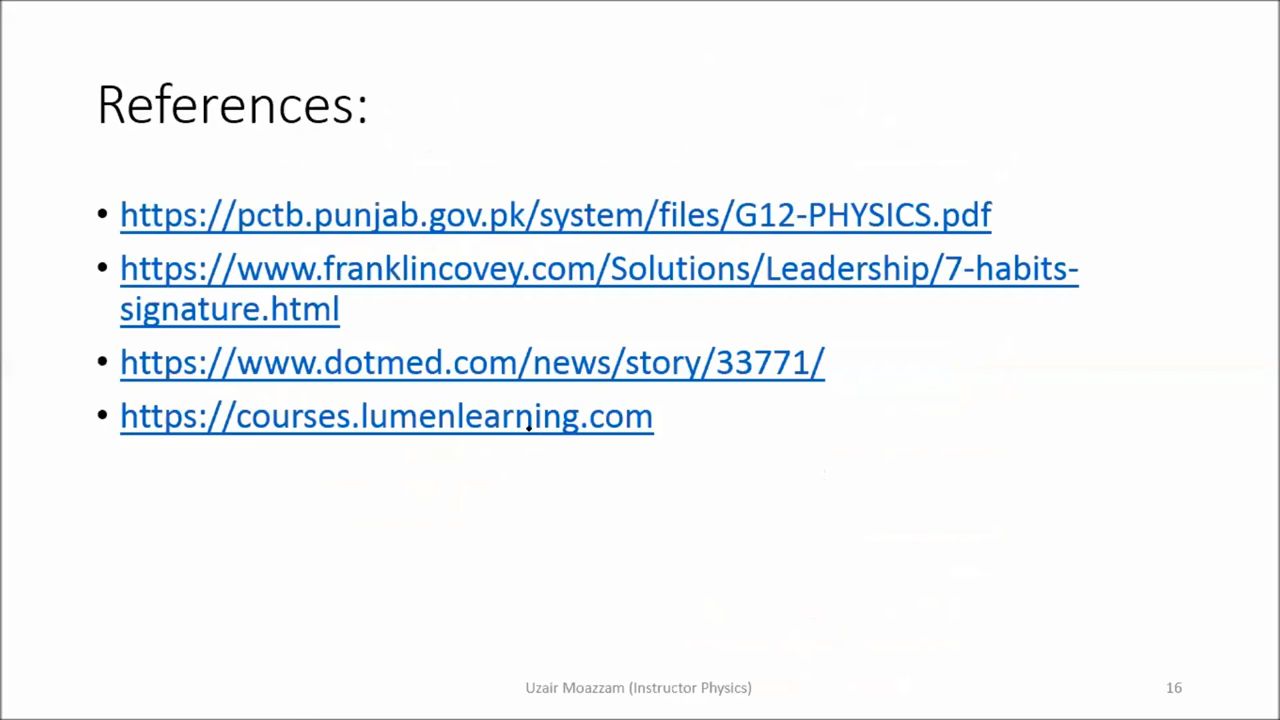 References:
• https://pctb.punjab.gov.pk/system/files/G12-PHYSICS.pdf
• https://www.franklincovey.com/Solutions/Leadership/7-habits-
signature.html
• https://www.dotmed.com/news/story/33771/
• https://courses.lumenlearning.com
Uzair Moazzam (Instructor Physics)
16